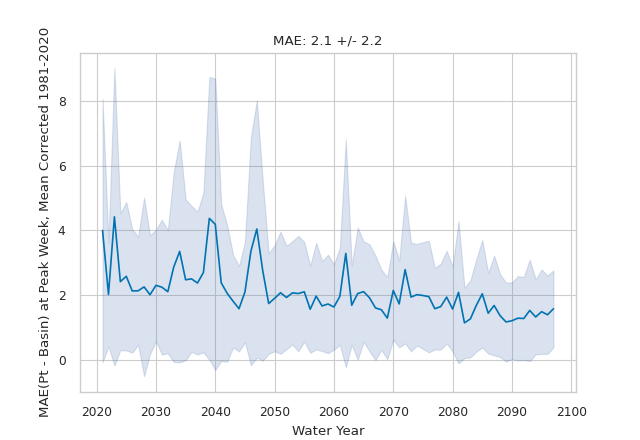 MAE: 2.1 +/- 2.2
MAE(Pt - Basin) at Peak Week, Mean Corrected 1981-2020
8
6
4
2
0
2020 2030 2040 2050 2060 2070 2080 2090 2100
Water Year